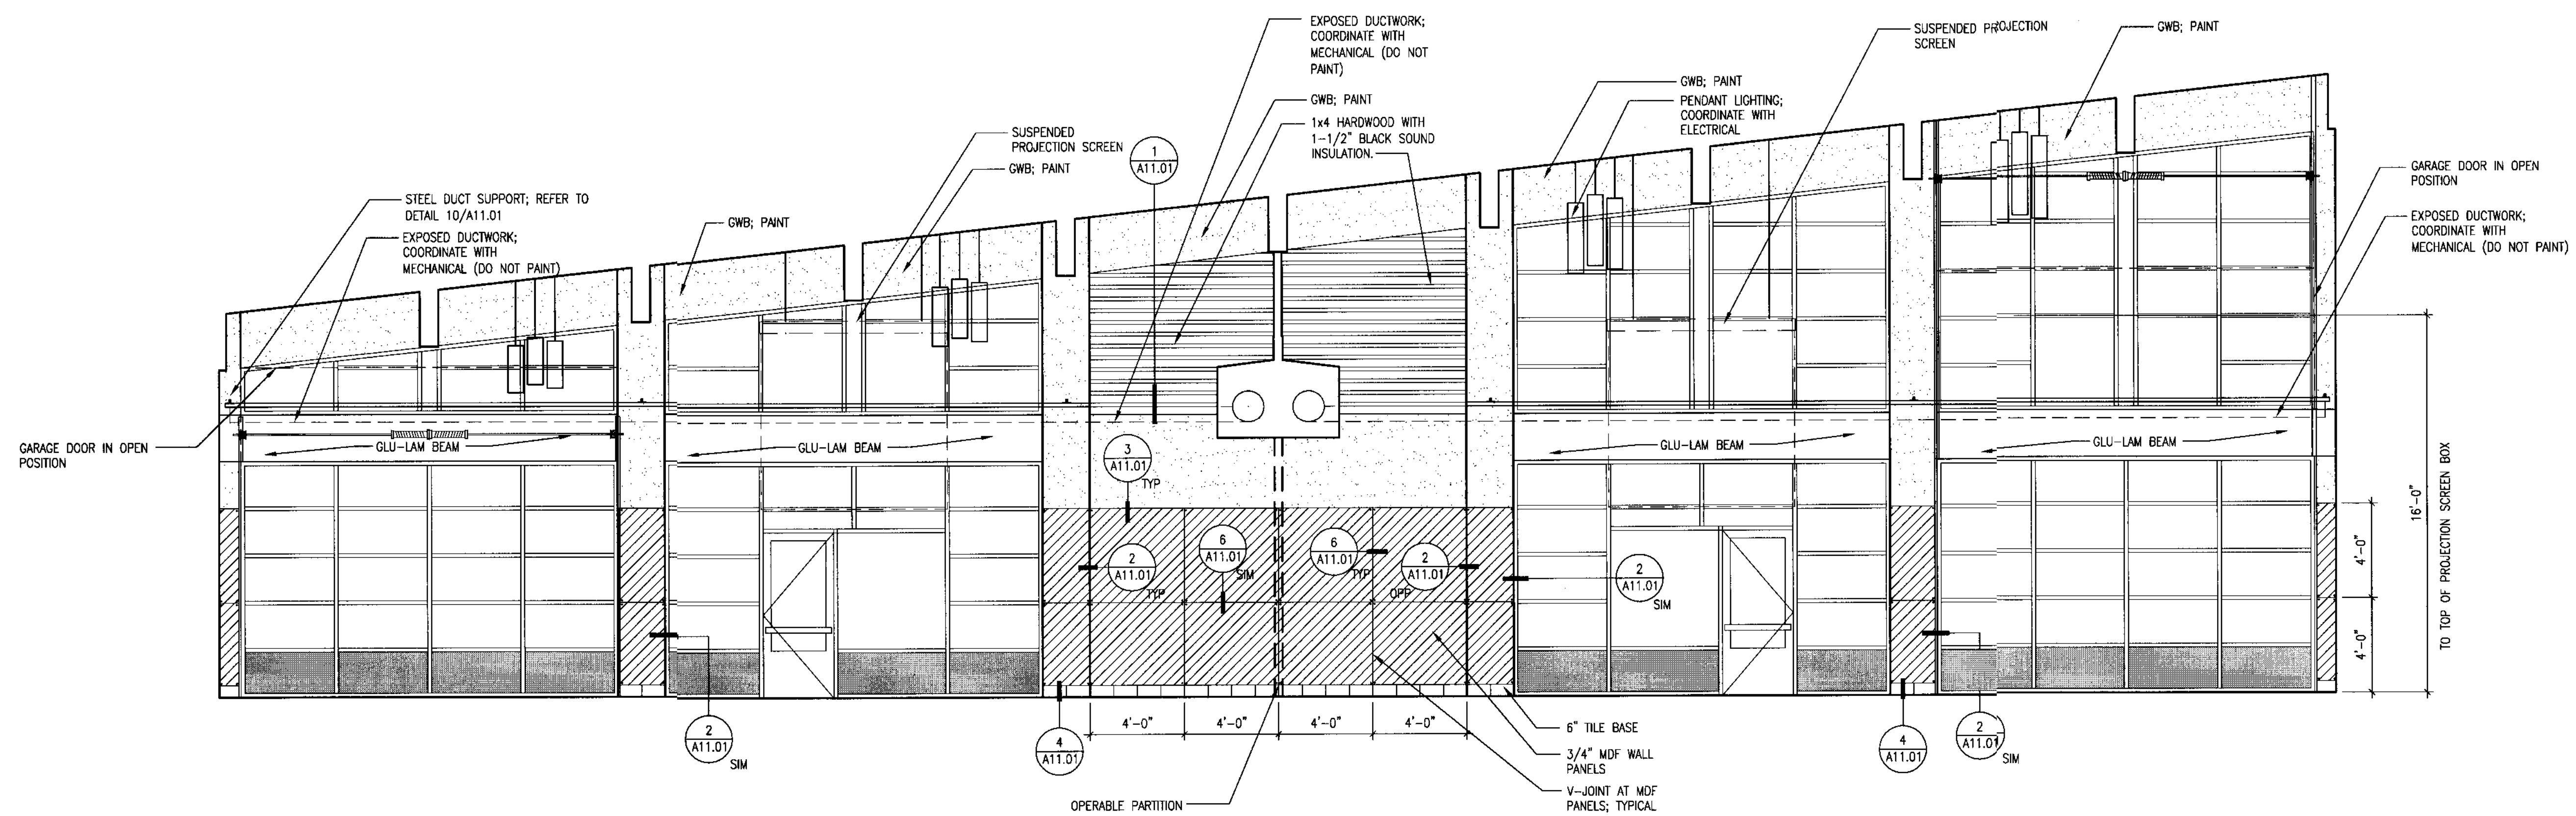 EXPOSED DUCTWORK;
COORDINATE WITH
MECHANICAL (DO NOT
PAINT)
SUSPENDED PROJECTION
SCREEN
GWB; PAINT
GWB; PAINT
PENDANT LIGHTING;
COORDINATE WITH
ELECTRICAL
GWB; PAINT
1x4 HARDWOOD WITH
1-1/2" BLACK SOUND
INSULATION.
SUSPENDED
PROJECTION SCREEN
GWB; PAINT
1
A11.01
GARAGE DOOR IN OPEN
POSITION
STEEL DUCT SUPPORT; REFER TO
DETAIL 10/A11.01
EXPOSED DUCTWORK;
COORDINATE WITH
MECHANICAL (DO NOT PAINT)
GWB; PAINT
EXPOSED DUCTWORK;
COORDINATE WITH
MECHANICAL (DO NOT PAINT)
GARAGE DOOR IN OPEN
POSITION
GLU-LAM BEAM
GLU-LAM BEAM
GLU-LAM BEAM
GLU-LAM BEAM
3
A11.01
TYP
2
A11.01
TYP
6
A11.01
SIM
6
A11.01
TYP
2
A11.01
OPP
2
A11.01
SIM
16'-0"
TO TOP OF PROJECTION SCREEN BOX
4'-0"
4'-0"
2
A11.01
SIM
4
A11.01
4'-0"
4'-0"
4'-0"
4'-0"
4
A11.01
2
A11.01
SIM
6" TILE BASE
3/4" MDF WALL
PANELS
V-JOINT AT MDF
PANELS; TYPICAL
OPERABLE PARTITION